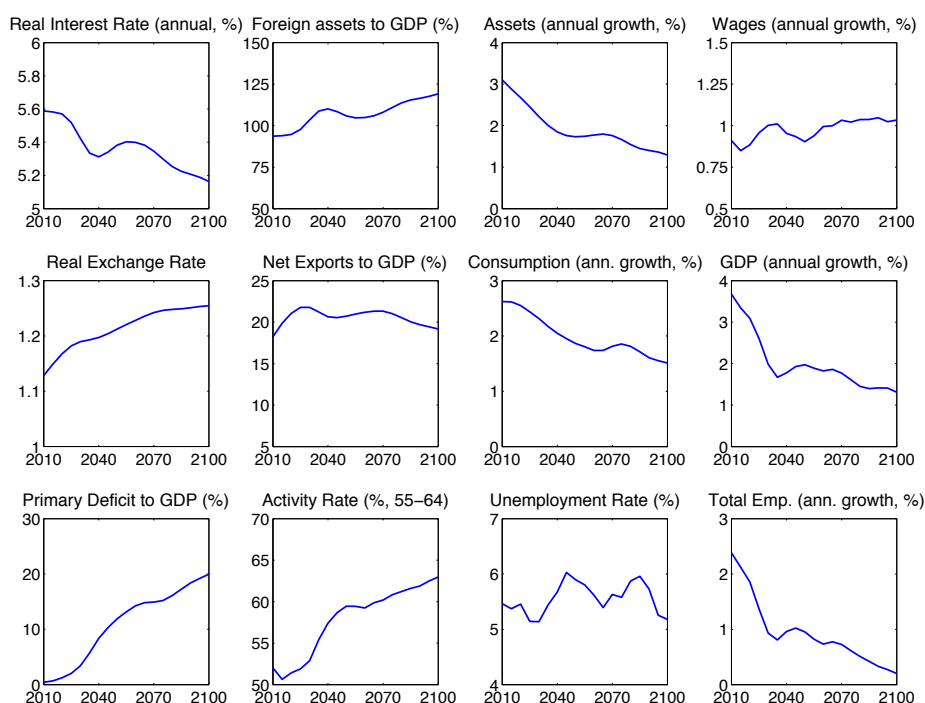 Real Interest Rate (annual, %) Foreign assets to GDP (%) Assets (annual growth, %) Wages (annual growth, %)
6 150 4 1.5
5.8 125 3 1.25
5.6
5.4 100 2 1
5.2 75 1 0.75
5 50 0 0.5
2010 2040 2070 2100 2010 2040 2070 2100 2010 2040 2070 2100 2010 2040 2070 2100
Real Exchange Rate Net Exports to GDP (%) Consumption (ann. growth, %) GDP (annual growth, %)
1.3 25 3 4
1.2 20 2 3
15 2
1.1 10 1 1
1 5 0 0
2010 2040 2070 2100 2010 2040 2070 2100 2010 2040 2070 2100 2010 2040 2070 2100
Primary Deficit to GDP (%) Activity Rate (%, 55–64) Unemployment Rate (%) Total Emp. (ann. growth, %)
30 70 7 3
65
20 6 2
60
10 5 1
55
0 50 4 0
2010 2040 2070 2100 2010 2040 2070 2100 2010 2040 2070 2100 2010 2040 2070 2100